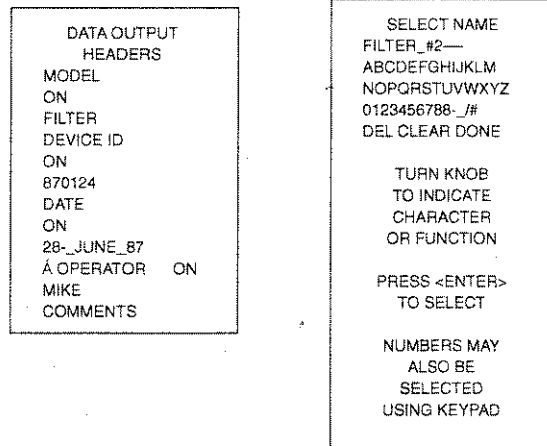 DATA OUTPUT
HEADERS
MODEL
ON
FILTER
DEVICE ID
ON
870124
DATE
ON
28-_JUNE_87
Á OPERATOR ON
MIKE
COMMENTS
SELECT NAME
FILTER_#2—
ABCDEFGHIJKLM
NOPQRSTUVWXYZ
0123456788-_/#
DEL CLEAR DONE
TURN KNOB
TO INDICATE
CHARACTER
OR FUNCTION
PRESS <ENTER>
TO SELECT
NUMBERS MAY
ALSO BE
SELECTED
USING KEYPAD